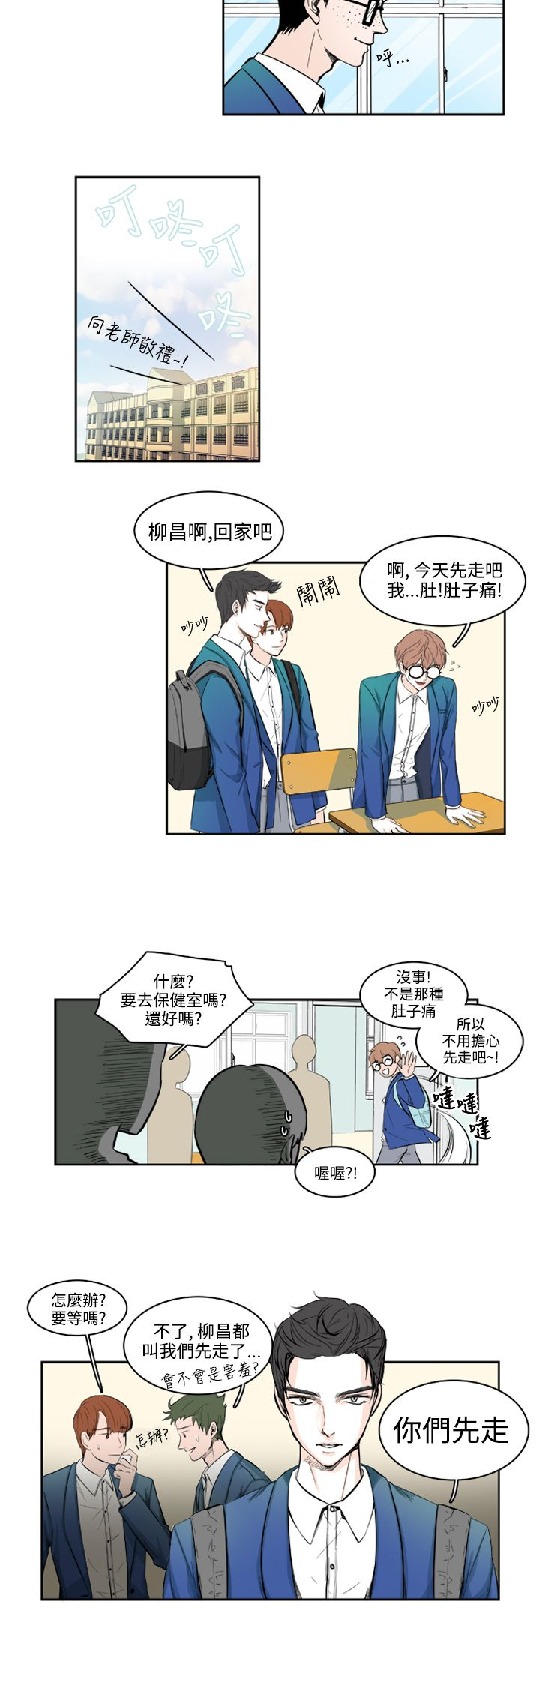 呼...
叮咚叮
咚
向老師敬禮~!
柳昌啊,回家吧
鬧鬧
啊, 今天先走吧
我...肚!肚子痛!
吵吵
吵吵
什麼?
要去保健室嗎?
還好嗎?
沒事!
不是那種
肚子痛
所以
不用擔心
先走吧~!
噠噠噠
喔喔?!
怎麼辦?
要等嗎?
不了, 柳昌都
叫我們先走了...
會不會是害羞?
怎辦?
你們先走